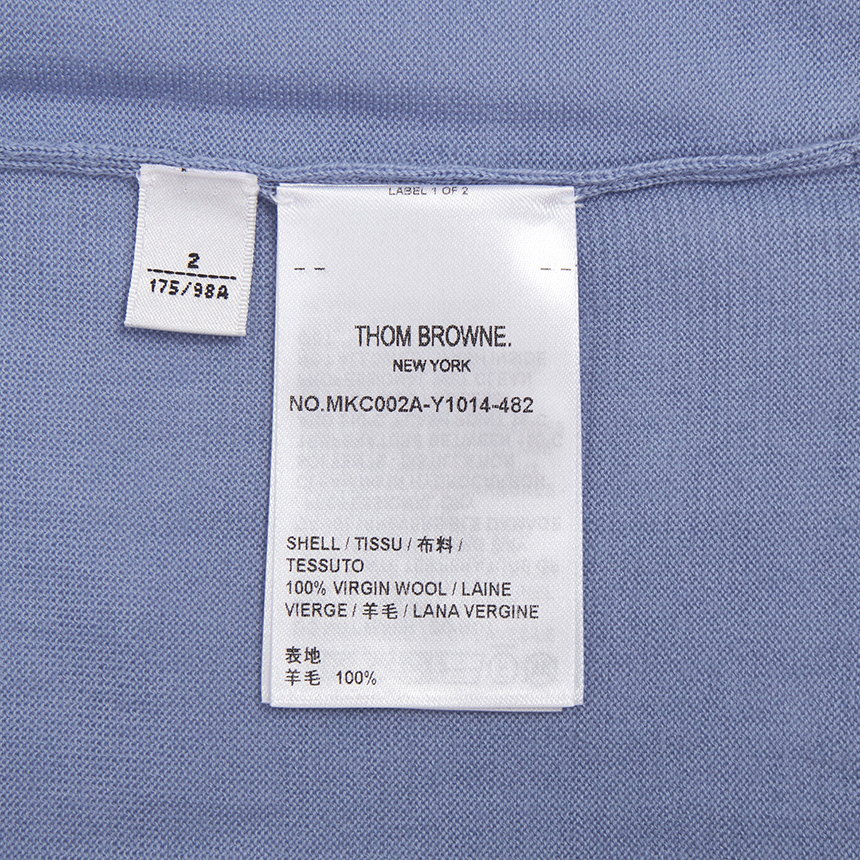 2
175/98A
LABEL 1 OF 2
THOM BROWNE.
NEW YORK
NO.MKC002A-Y1014-482
SHELL / TISSU / 布料 /
TESSUTO
100% VIRGIN WOOL / LAINE
VIERGE / 羊毛 / LANA VERGINE
表地
羊毛 100%